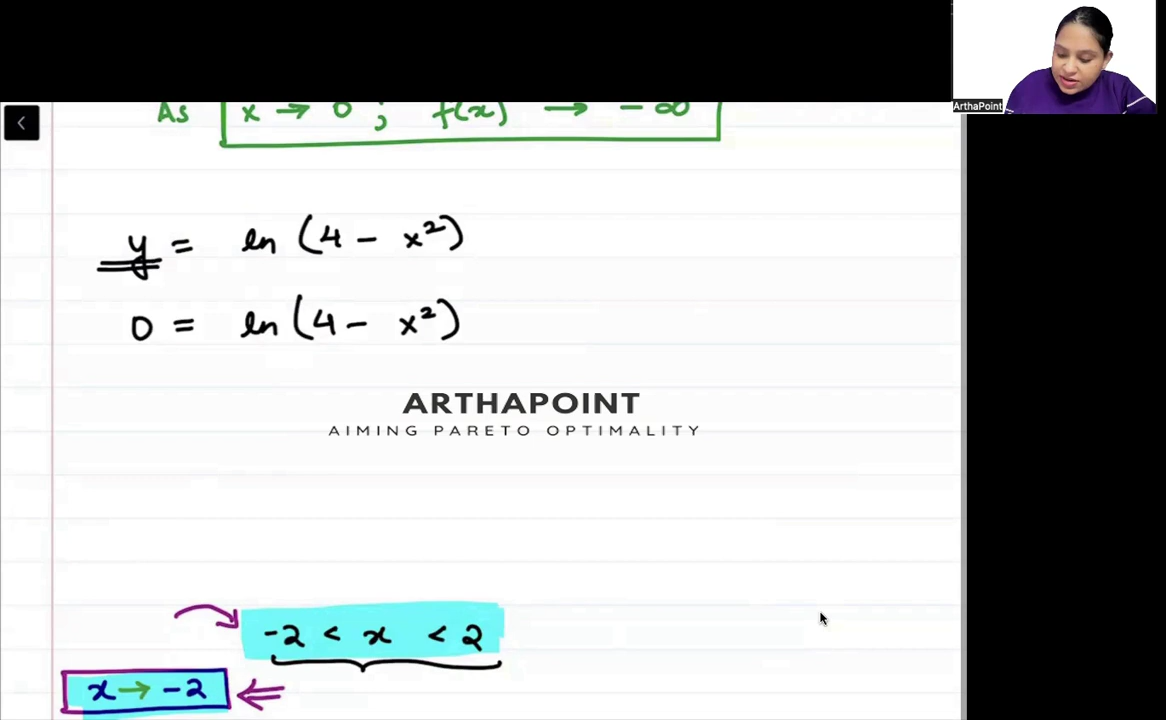 As x → 0 ; f(x) → - ∞
ArthaPoint
y = ln (4 - x²)
0 = ln (4 - x²)
ARTHAPOINT
AIMING PARETO OPTIMALITY
-2 < x < 2
x → -2